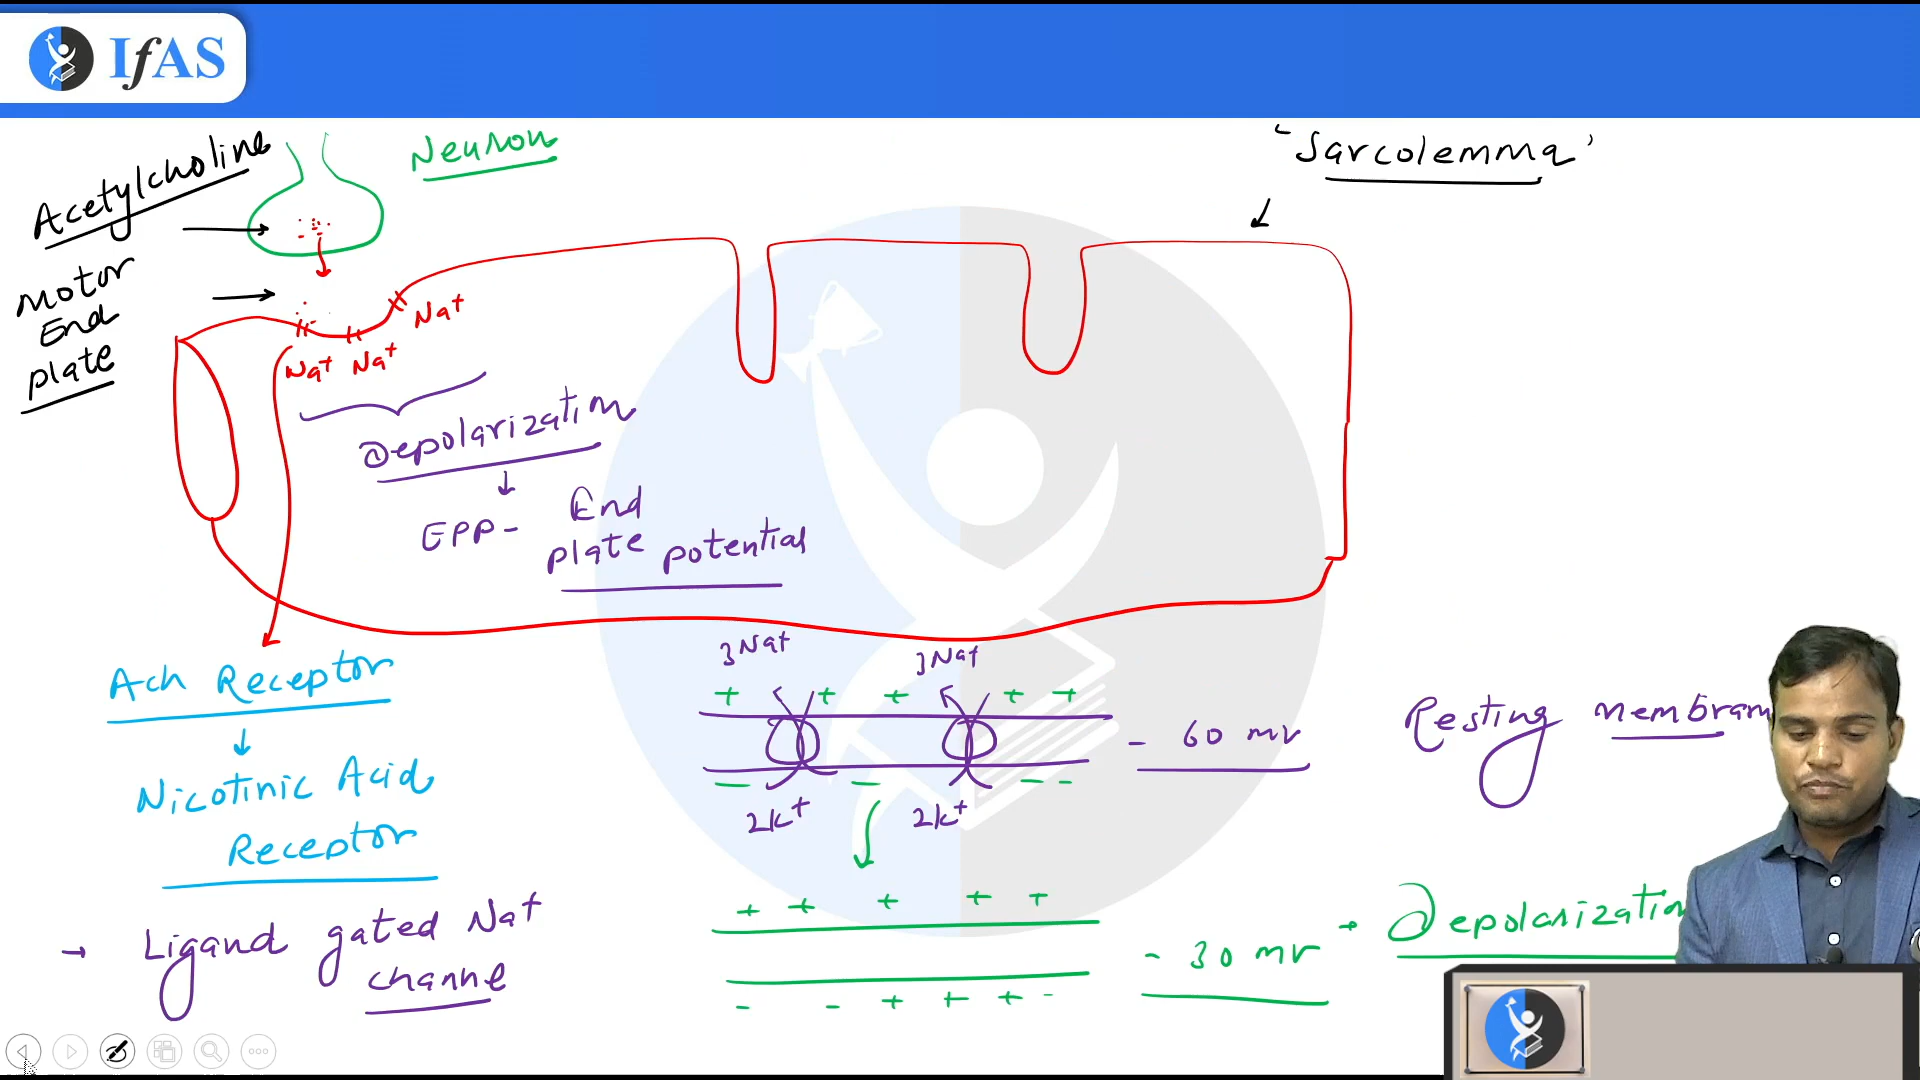 IfAS
Acetylcholine
Neuron
'Sarcolemma'
Motor
End
plate
Na+
Na+ Na+
Depolarization
EPP - End
plate potential
3Na+ 3Na+
+ + + + +
- 60 mv
Resting membran
- - - -
2K+ 2K+
Ach Receptor
Nicotinic Acid
Receptor
→ Ligand gated Na+
channel
+ + + + +
- 30 mv → Depolarization
- - + + + -